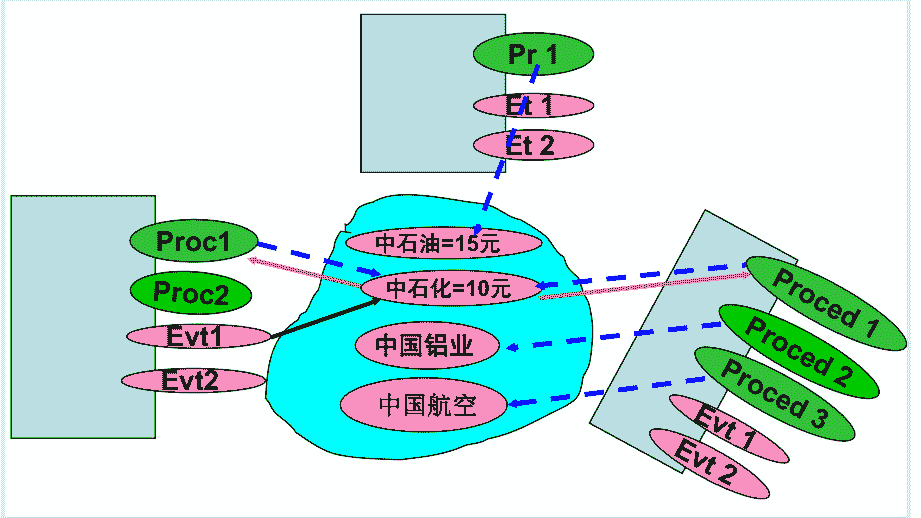 Pr 1
Et 1
Et 2
Proc1
Proc2
Evt1
Evt2
中石油=15元
中石化=10元
中国铝业
中国航空
Proced 1
Proced 2
Proced 3
Evt 1
Evt 2